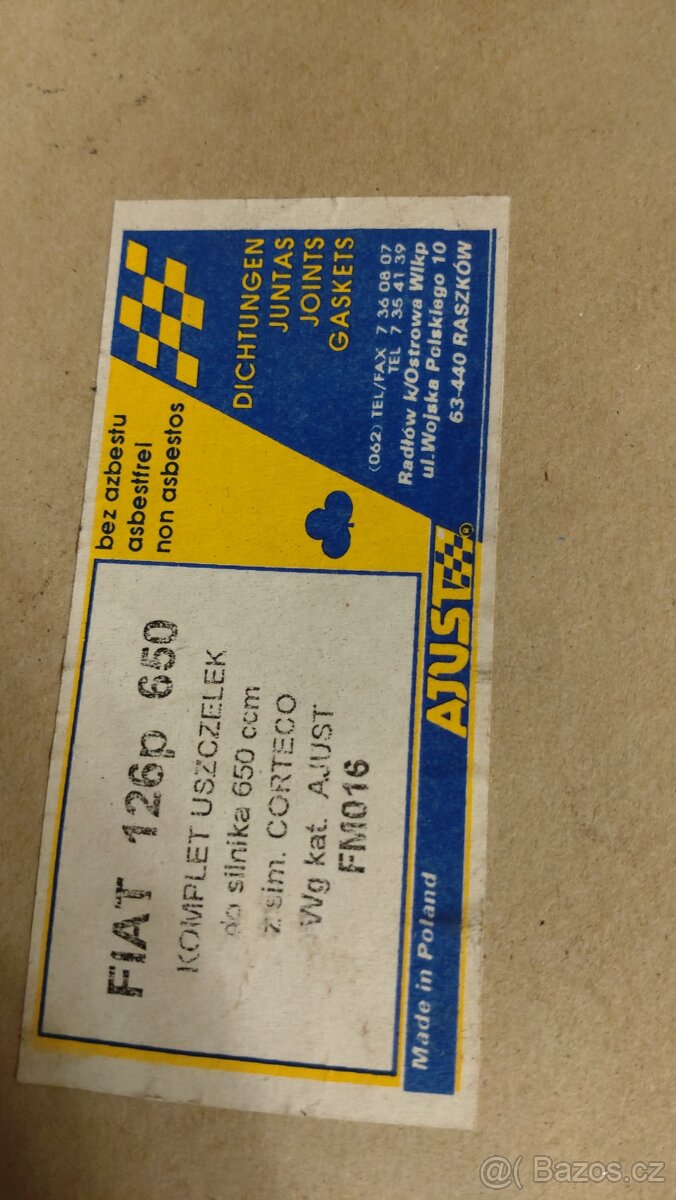 FIAT 126p 650
KOMPLET USZCZELEK
do silnika 650 ccm
z sim. CORTECO
Wg kat. AJUST
FM016
bez azbestu
asbestfrei
non asbestos
DICHTUNGEN
JUNTAS
JOINTS
GASKETS
(062) TEL/FAX 7 36 08 07
TEL 7 35 41 39
Radłów k/Ostrowa Wlkp
ul.Wojska Polskiego 10
63-440 RASZKÓW
Made in Poland
AJUST®
@( Bazos.cz